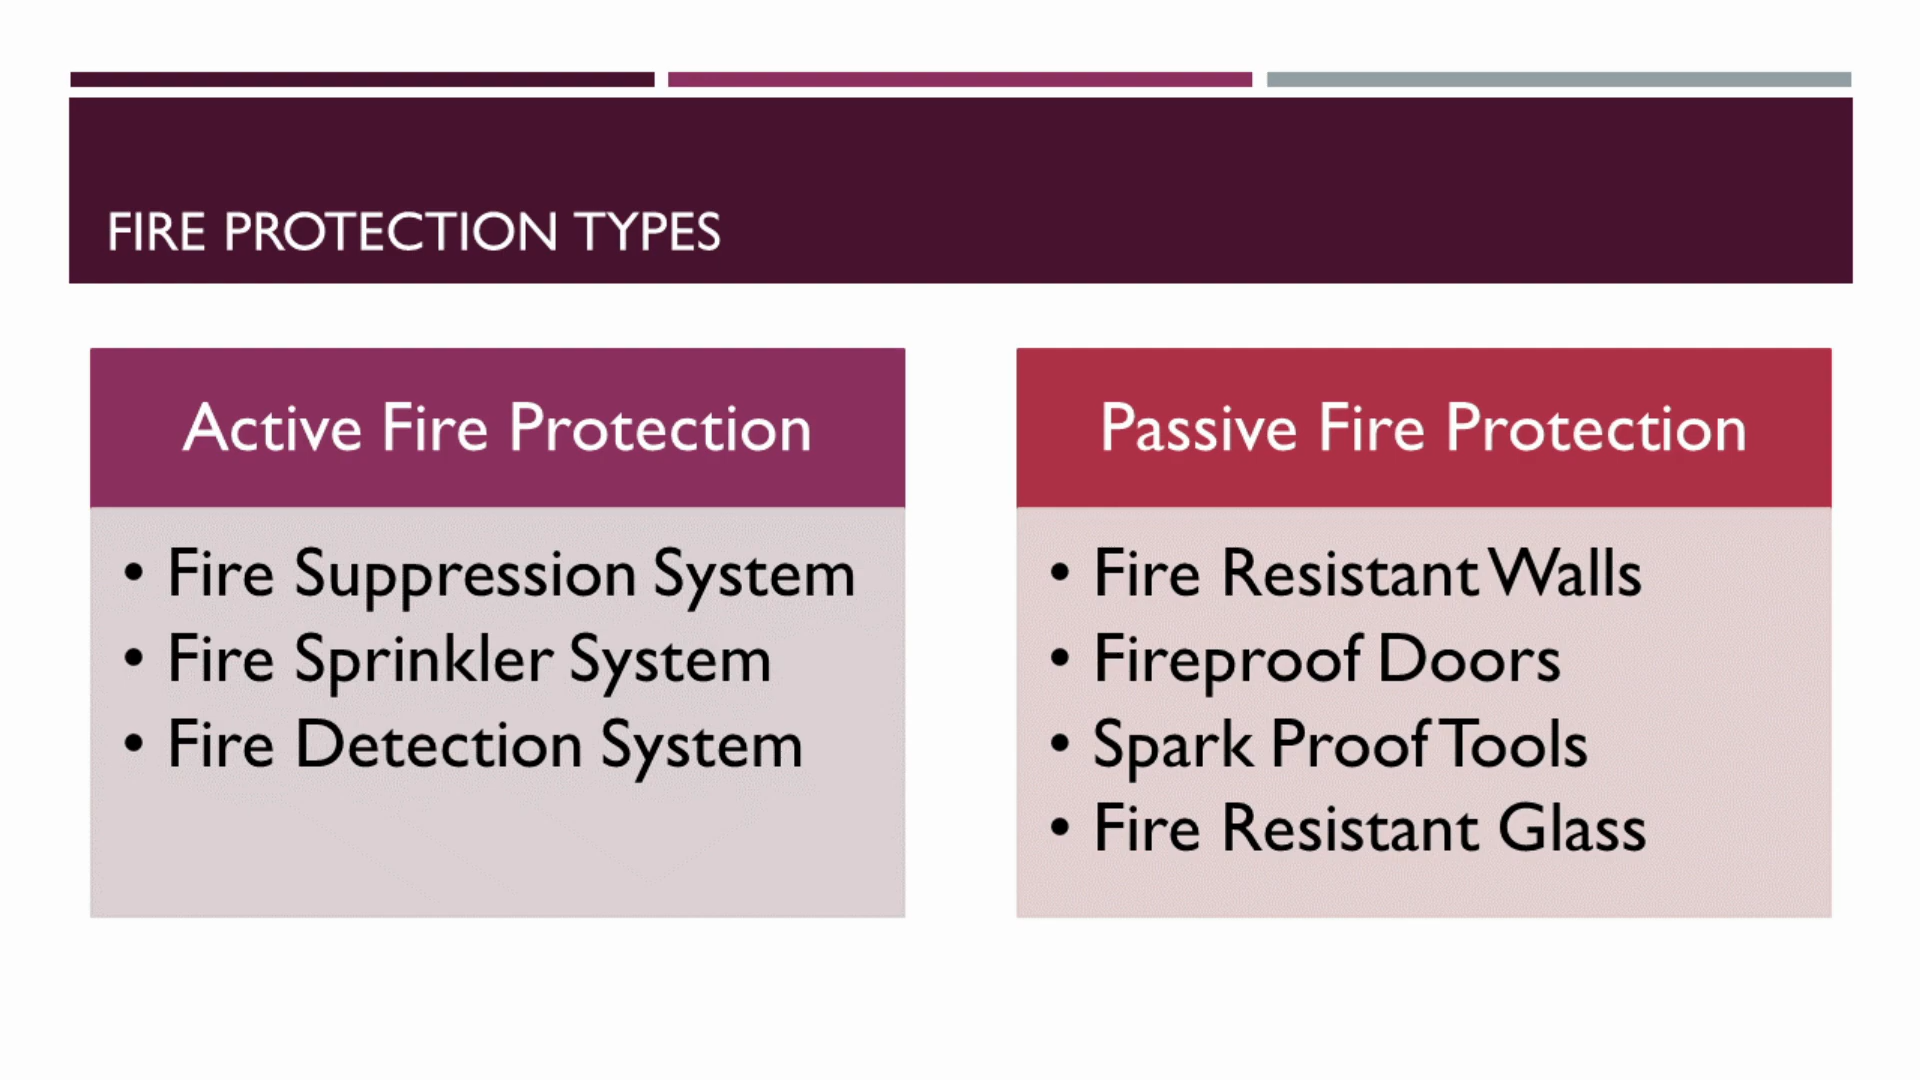 FIRE PROTECTION TYPES
Active Fire Protection
• Fire Suppression System
• Fire Sprinkler System
• Fire Detection System
Passive Fire Protection
• Fire Resistant Walls
• Fireproof Doors
• Spark Proof Tools
• Fire Resistant Glass